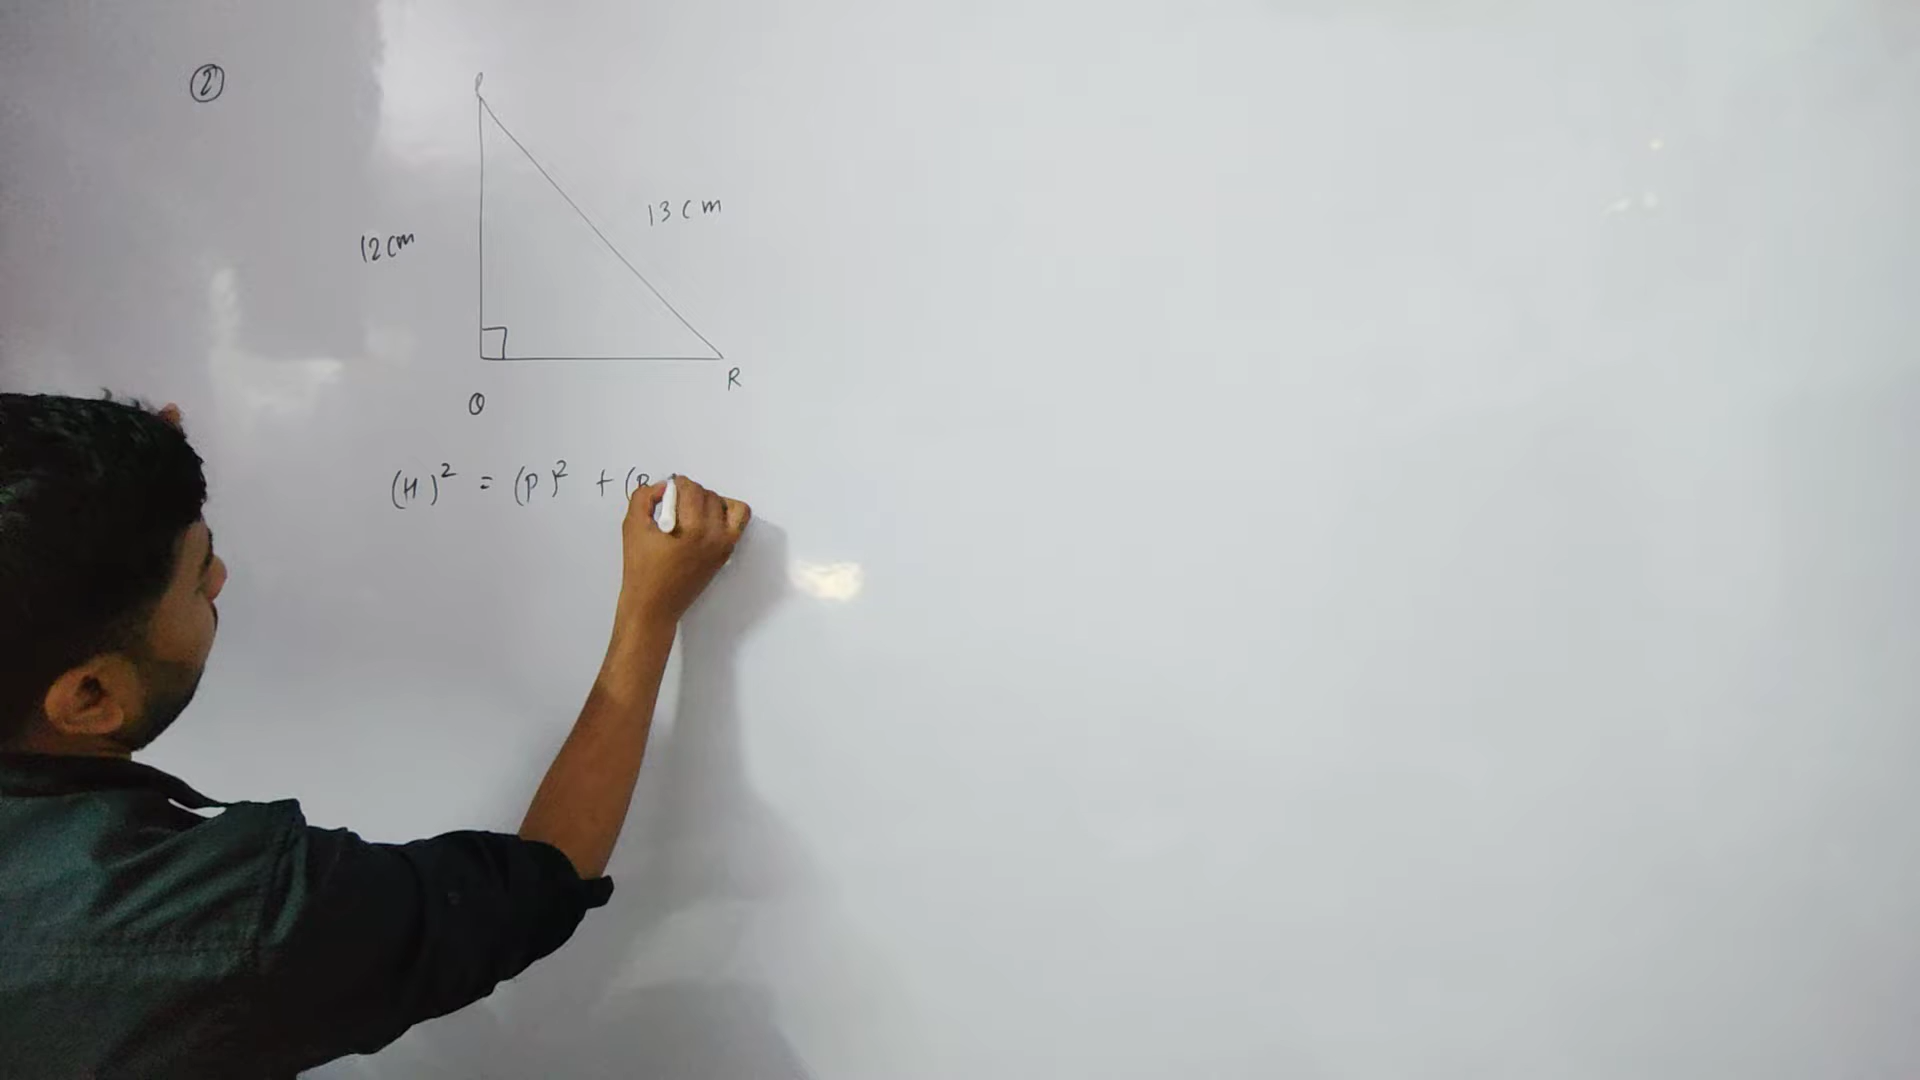 2
P
13 cm
12 cm
R
Q
(H)² = (P)² + (B